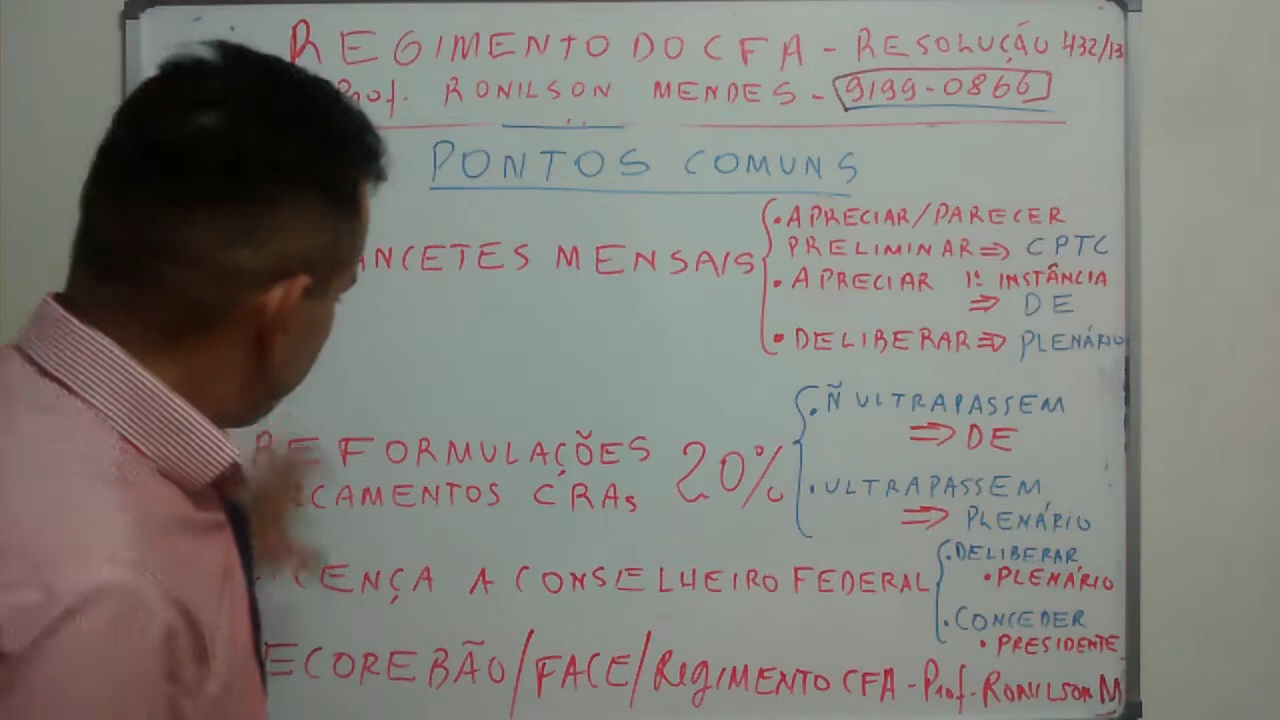 REGIMENTO DO CFA - RESOLUÇÃO 432/13
Prof. RONILSON MENDES - 9199-0866
PONTOS COMUNS
ANCETES MENSAIS
. APRECIAR/PARECER
PRELIMINAR ⇒ CPTC
. APRECIAR 1ª INSTÂNCIA
⇒ DE
. DELIBERAR ⇒ PLENÁRIO
REFORMULAÇÕES
ÇAMENTOS CRAs
20%
. Ñ ULTRAPASSEM
⇒ DE
. ULTRAPASSEM
⇒ PLENÁRIO
CENÇA A CONSELHEIRO FEDERAL
. DELIBERAR
. PLENÁRIO
. CONCEDER
. PRESIDENTE
ECOREBÃO/FACE/REgIMENTO CFA - Prof. RONILSON M